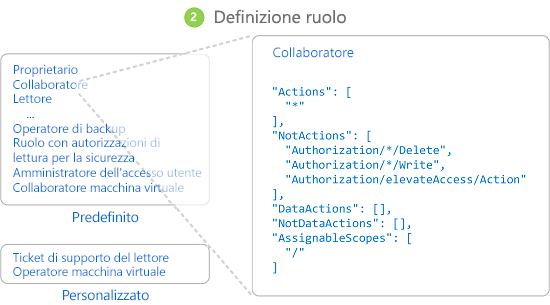 2 Definizione ruolo
Proprietario
Collaboratore
Lettore
...
Operatore di backup
Ruolo con autorizzazioni di
lettura per la sicurezza
Amministratore dell'accesso utente
Collaboratore macchina virtuale
Predefinito
Ticket di supporto del lettore
Operatore macchina virtuale
Personalizzato
Collaboratore
"Actions": [
"*"
],
"NotActions": [
"Authorization/*/Delete",
"Authorization/*/Write",
"Authorization/elevateAccess/Action"
],
"DataActions": [],
"NotDataActions": [],
"AssignableScopes": [
"/"
]